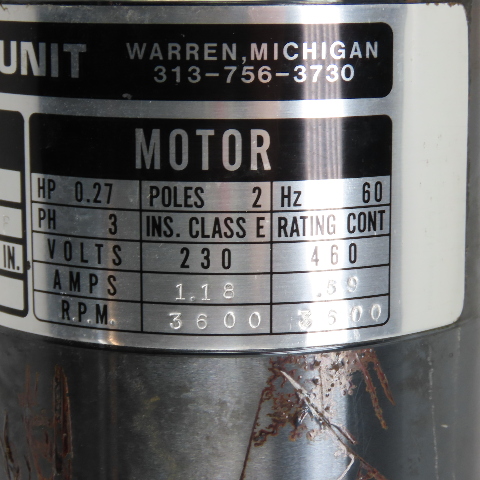 UNIT WARREN, MICHIGAN
313-756-3730
MOTOR
HP 0.27 POLES 2 Hz 60
PH 3 INS. CLASS E RATING CONT
IN. VOLTS 230 460
AMPS 1.18 .59
R.P.M. 3600 3600